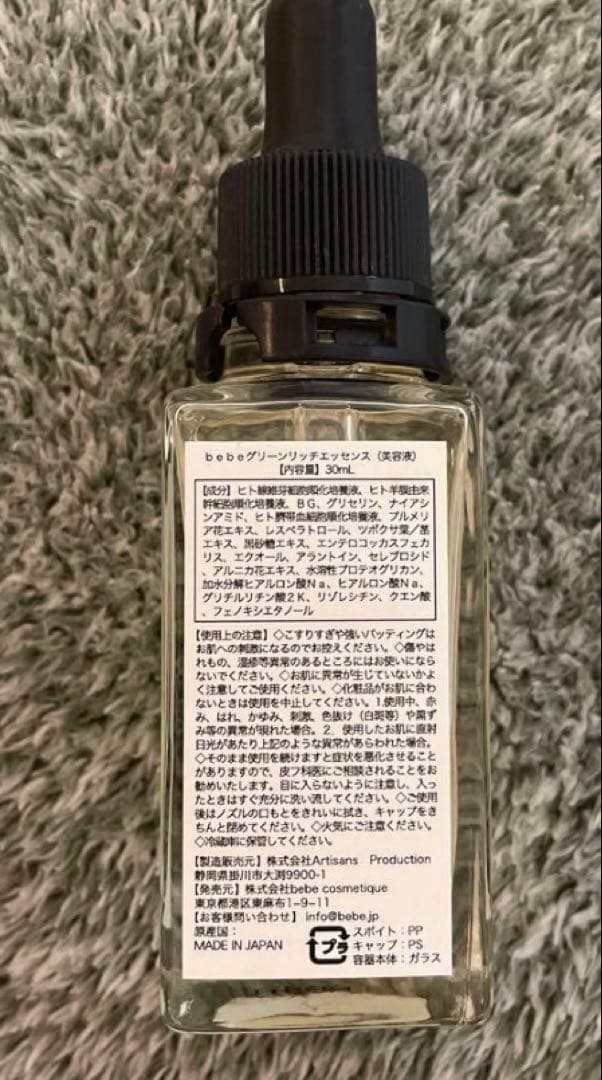 bebeグリーンリッチエッセンス（美容液）
【内容量】30mL
【成分】ヒト線維芽細胞順化培養液、ヒト羊膜由来
幹細胞順化培養液、ＢＧ、グリセリン、ナイアシ
ンアミド、ヒト臍帯血細胞順化培養液、プルメリ
ア花エキス、レスベラトロール、ツボクサ葉／茎
エキス、黒砂糖エキス、エンテロコッカスフェカ
リス、エクオール、アラントイン、セレブロシド
、アルニカ花エキス、水溶性プロテオグリカン、
加水分解ヒアルロン酸Ｎａ、ヒアルロン酸Ｎａ、
グリチルリチン酸２Ｋ、リゾレシチン、クエン酸
、フェノキシエタノール
【使用上の注意】◇こすりすぎや強いパッティングは
お肌への刺激になるのでお控えください。◇傷やは
れもの、湿疹等異常のあるところにはお使いになら
ないでください。◇お肌に異常が生じていないかよ
く注意してご使用ください。◇化粧品がお肌に合わ
ないときは使用を中止してください。1.使用中、赤
み、はれ、かゆみ、刺激、色抜け（白斑等）や黒ず
み等の異常が現れた場合。２．使用したお肌に直射
日光があたり上記のような異常があらわれた場合。
◇そのまま使用を続けますと症状を悪化させること
がありますので、皮フ科医にご相談されることをお
勧めいたします。目に入らないように注意し、入っ
たときはすぐ充分に洗い流してください。◇ご使用
後はノズルの口もとをきれいに拭き、キャップをき
ちんと閉めてください。◇火気にご注意ください。
◇冷蔵庫に保管してください。
【製造販売元】株式会社Artisans Production
静岡県掛川市大渕9900-1
【発売元】株式会社bebe cosmetique
東京都港区東麻布1-9-11
【お客様問い合わせ】 info@bebe.jp
原産国：
MADE IN JAPAN
プラ
スポイト：PP
キャップ：PS
容器本体：ガラス